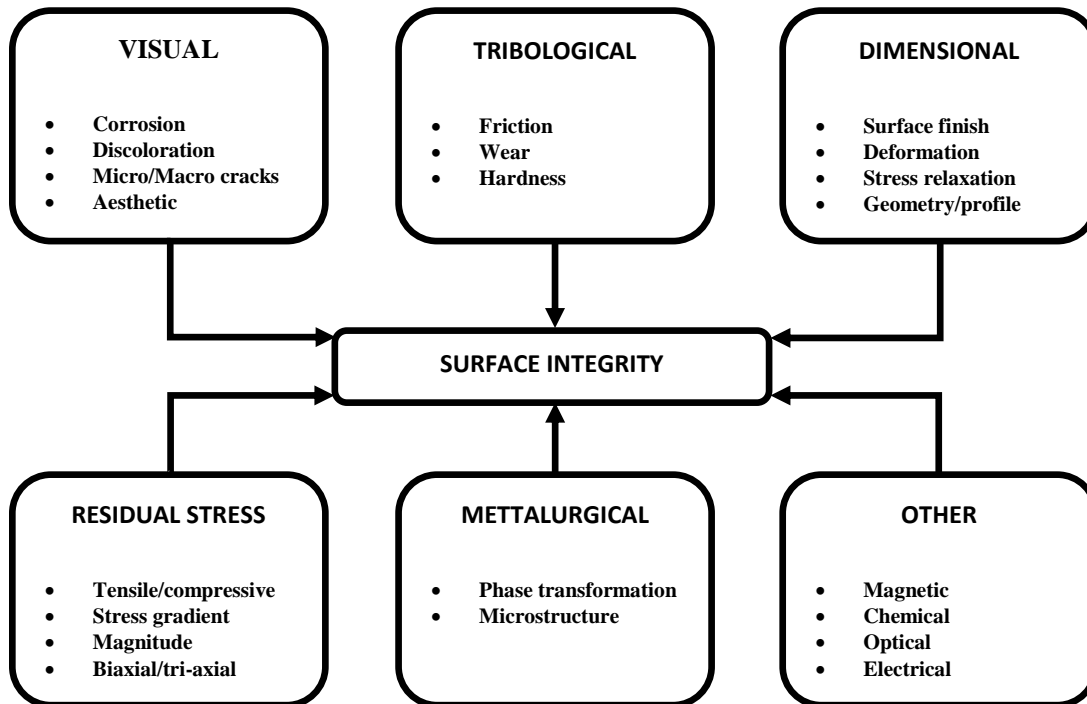 VISUAL
• Corrosion
• Discoloration
• Micro/Macro cracks
• Aesthetic
TRIBOLOGICAL
• Friction
• Wear
• Hardness
DIMENSIONAL
• Surface finish
• Deformation
• Stress relaxation
• Geometry/profile
SURFACE INTEGRITY
RESIDUAL STRESS
• Tensile/compressive
• Stress gradient
• Magnitude
• Biaxial/tri-axial
METTALURGICAL
• Phase transformation
• Microstructure
OTHER
• Magnetic
• Chemical
• Optical
• Electrical